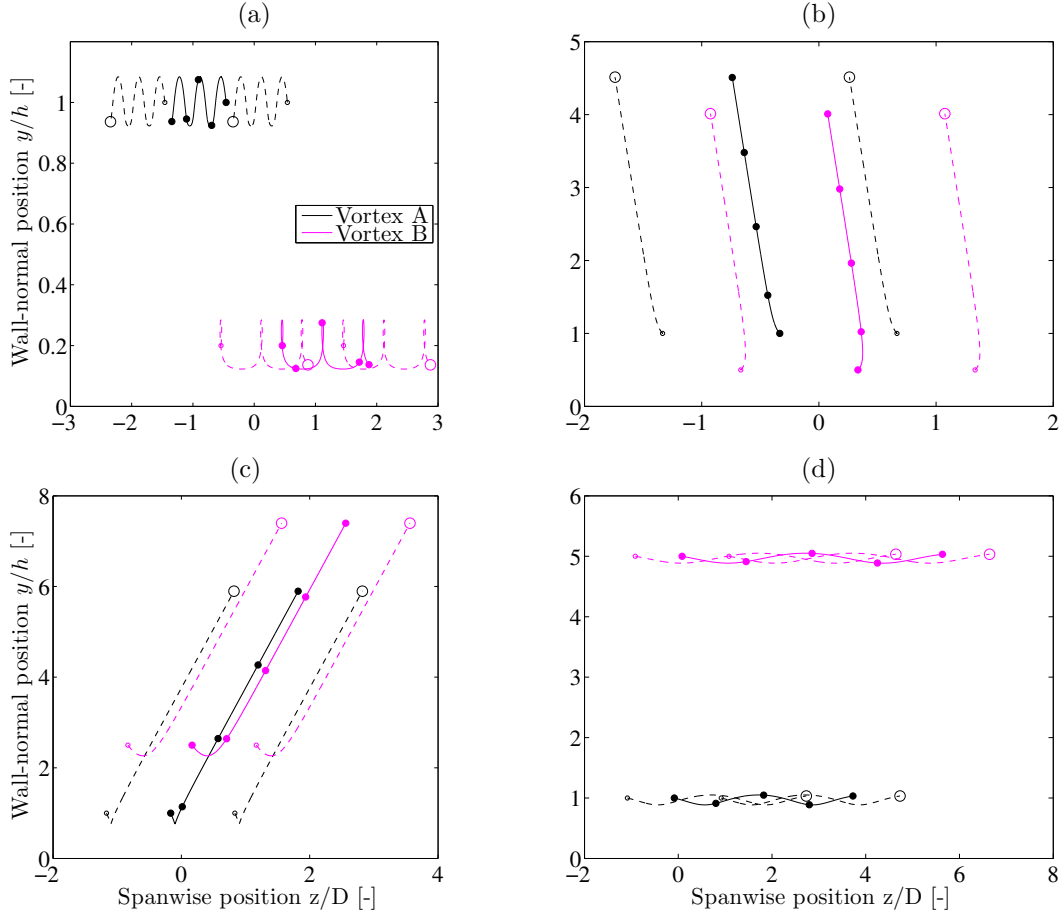 (a)
(b)
Wall-normal position y/h [-]
1
0.8
0.6
0.4
0.2
0
−3 −2 −1 0 1 2 3
Vortex A
Vortex B
5
4
3
2
1
0
−2 −1 0 1 2
(c)
(d)
Wall-normal position y/h [-]
8
6
4
2
0
−2 0 2 4
Spanwise position z/D [-]
6
5
4
3
2
1
0
−2 0 2 4 6 8
Spanwise position z/D [-]